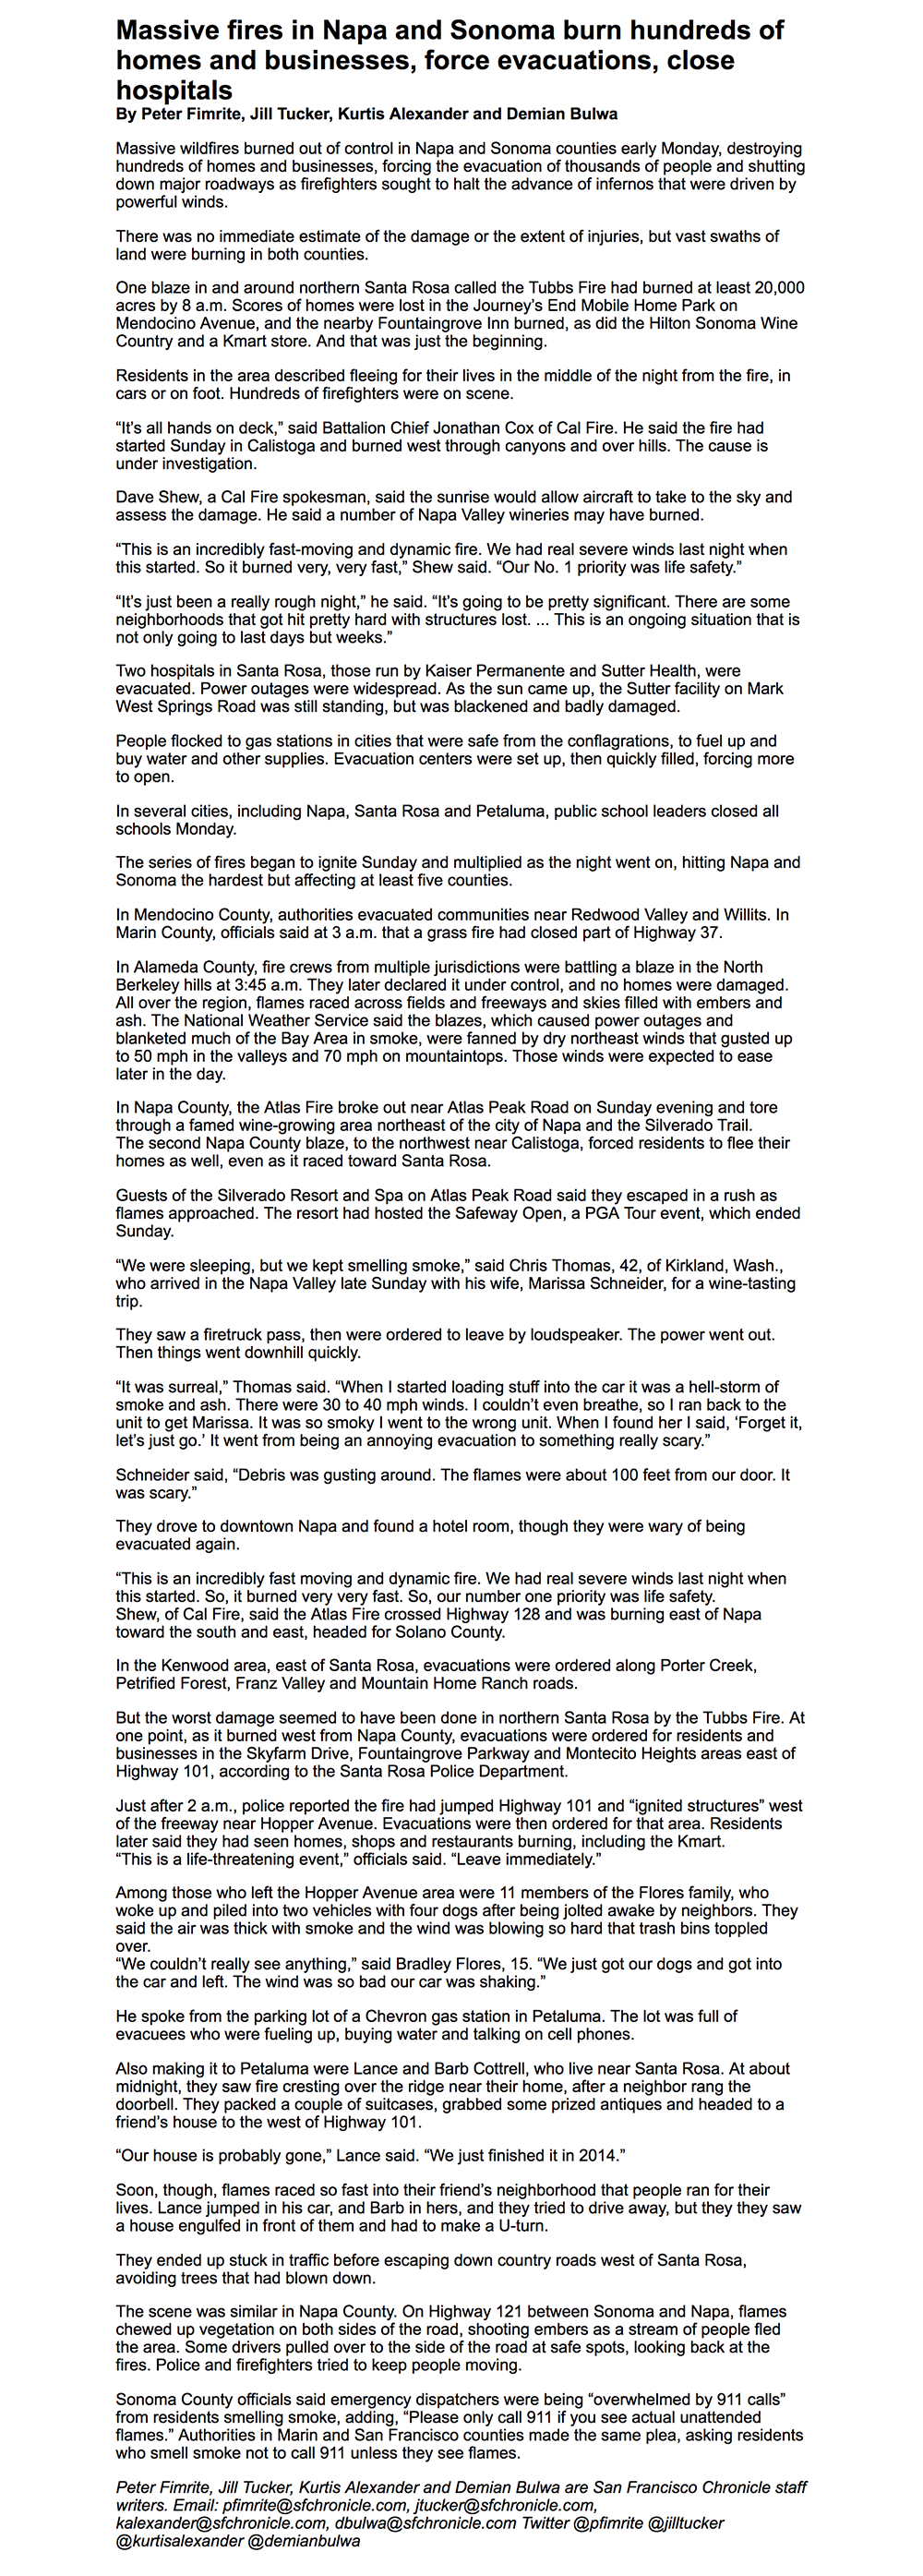 Massive fires in Napa and Sonoma burn hundreds of
homes and businesses, force evacuations, close
hospitals
By Peter Fimrite, Jill Tucker, Kurtis Alexander and Demian Bulwa
Massive wildfires burned out of control in Napa and Sonoma counties early Monday, destroying
hundreds of homes and businesses, forcing the evacuation of thousands of people and shutting
down major roadways as firefighters sought to halt the advance of infernos that were driven by
powerful winds.
There was no immediate estimate of the damage or the extent of injuries, but vast swaths of
land were burning in both counties.
One blaze in and around northern Santa Rosa called the Tubbs Fire had burned at least 20,000
acres by 8 a.m. Scores of homes were lost in the Journey’s End Mobile Home Park on
Mendocino Avenue, and the nearby Fountaingrove Inn burned, as did the Hilton Sonoma Wine
Country and a Kmart store. And that was just the beginning.
Residents in the area described fleeing for their lives in the middle of the night from the fire, in
cars or on foot. Hundreds of firefighters were on scene.
“It’s all hands on deck,” said Battalion Chief Jonathan Cox of Cal Fire. He said the fire had
started Sunday in Calistoga and burned west through canyons and over hills. The cause is
under investigation.
Dave Shew, a Cal Fire spokesman, said the sunrise would allow aircraft to take to the sky and
assess the damage. He said a number of Napa Valley wineries may have burned.
“This is an incredibly fast-moving and dynamic fire. We had real severe winds last night when
this started. So it burned very, very fast,” Shew said. “Our No. 1 priority was life safety.”
“It’s just been a really rough night,” he said. “It’s going to be pretty significant. There are some
neighborhoods that got hit pretty hard with structures lost. ... This is an ongoing situation that is
not only going to last days but weeks.”
Two hospitals in Santa Rosa, those run by Kaiser Permanente and Sutter Health, were
evacuated. Power outages were widespread. As the sun came up, the Sutter facility on Mark
West Springs Road was still standing, but was blackened and badly damaged.
People flocked to gas stations in cities that were safe from the conflagrations, to fuel up and
buy water and other supplies. Evacuation centers were set up, then quickly filled, forcing more
to open.
In several cities, including Napa, Santa Rosa and Petaluma, public school leaders closed all
schools Monday.
The series of fires began to ignite Sunday and multiplied as the night went on, hitting Napa and
Sonoma the hardest but affecting at least five counties.
In Mendocino County, authorities evacuated communities near Redwood Valley and Willits. In
Marin County, officials said at 3 a.m. that a grass fire had closed part of Highway 37.
In Alameda County, fire crews from multiple jurisdictions were battling a blaze in the North
Berkeley hills at 3:45 a.m. They later declared it under control, and no homes were damaged.
All over the region, flames raced across fields and freeways and skies filled with embers and
ash. The National Weather Service said the blazes, which caused power outages and
blanketed much of the Bay Area in smoke, were fanned by dry northeast winds that gusted up
to 50 mph in the valleys and 70 mph on mountaintops. Those winds were expected to ease
later in the day.
In Napa County, the Atlas Fire broke out near Atlas Peak Road on Sunday evening and tore
through a famed wine-growing area northeast of the city of Napa and the Silverado Trail.
The second Napa County blaze, to the northwest near Calistoga, forced residents to flee their
homes as well, even as it raced toward Santa Rosa.
Guests of the Silverado Resort and Spa on Atlas Peak Road said they escaped in a rush as
flames approached. The resort had hosted the Safeway Open, a PGA Tour event, which ended
Sunday.
“We were sleeping, but we kept smelling smoke,” said Chris Thomas, 42, of Kirkland, Wash.,
who arrived in the Napa Valley late Sunday with his wife, Marissa Schneider, for a wine-tasting
trip.
They saw a firetruck pass, then were ordered to leave by loudspeaker. The power went out.
Then things went downhill quickly.
“It was surreal,” Thomas said. “When I started loading stuff into the car it was a hell-storm of
smoke and ash. There were 30 to 40 mph winds. I couldn’t even breathe, so I ran back to the
unit to get Marissa. It was so smoky I went to the wrong unit. When I found her I said, ‘Forget it,
let’s just go.’ It went from being an annoying evacuation to something really scary.”
Schneider said, “Debris was gusting around. The flames were about 100 feet from our door. It
was scary.”
They drove to downtown Napa and found a hotel room, though they were wary of being
evacuated again.
“This is an incredibly fast moving and dynamic fire. We had real severe winds last night when
this started. So, it burned very very fast. So, our number one priority was life safety.
Shew, of Cal Fire, said the Atlas Fire crossed Highway 128 and was burning east of Napa
toward the south and east, headed for Solano County.
In the Kenwood area, east of Santa Rosa, evacuations were ordered along Porter Creek,
Petrified Forest, Franz Valley and Mountain Home Ranch roads.
But the worst damage seemed to have been done in northern Santa Rosa by the Tubbs Fire. At
one point, as it burned west from Napa County, evacuations were ordered for residents and
businesses in the Skyfarm Drive, Fountaingrove Parkway and Montecito Heights areas east of
Highway 101, according to the Santa Rosa Police Department.
Just after 2 a.m., police reported the fire had jumped Highway 101 and “ignited structures” west
of the freeway near Hopper Avenue. Evacuations were then ordered for that area. Residents
later said they had seen homes, shops and restaurants burning, including the Kmart.
“This is a life-threatening event,” officials said. “Leave immediately.”
Among those who left the Hopper Avenue area were 11 members of the Flores family, who
woke up and piled into two vehicles with four dogs after being jolted awake by neighbors. They
said the air was thick with smoke and the wind was blowing so hard that trash bins toppled
over.
“We couldn’t really see anything,” said Bradley Flores, 15. “We just got our dogs and got into
the car and left. The wind was so bad our car was shaking.”
He spoke from the parking lot of a Chevron gas station in Petaluma. The lot was full of
evacuees who were fueling up, buying water and talking on cell phones.
Also making it to Petaluma were Lance and Barb Cottrell, who live near Santa Rosa. At about
midnight, they saw fire cresting over the ridge near their home, after a neighbor rang the
doorbell. They packed a couple of suitcases, grabbed some prized antiques and headed to a
friend’s house to the west of Highway 101.
“Our house is probably gone,” Lance said. “We just finished it in 2014.”
Soon, though, flames raced so fast into their friend’s neighborhood that people ran for their
lives. Lance jumped in his car, and Barb in hers, and they tried to drive away, but they they saw
a house engulfed in front of them and had to make a U-turn.
They ended up stuck in traffic before escaping down country roads west of Santa Rosa,
avoiding trees that had blown down.
The scene was similar in Napa County. On Highway 121 between Sonoma and Napa, flames
chewed up vegetation on both sides of the road, shooting embers as a stream of people fled
the area. Some drivers pulled over to the side of the road at safe spots, looking back at the
fires. Police and firefighters tried to keep people moving.
Sonoma County officials said emergency dispatchers were being “overwhelmed by 911 calls”
from residents smelling smoke, adding, “Please only call 911 if you see actual unattended
flames.” Authorities in Marin and San Francisco counties made the same plea, asking residents
who smell smoke not to call 911 unless they see flames.
Peter Fimrite, Jill Tucker, Kurtis Alexander and Demian Bulwa are San Francisco Chronicle staff
writers. Email: pfimrite@sfchronicle.com, jtucker@sfchronicle.com,
kalexander@sfchronicle.com, dbulwa@sfchronicle.com Twitter @pfimrite @jilltucker
@kurtisalexander @demianbulwa